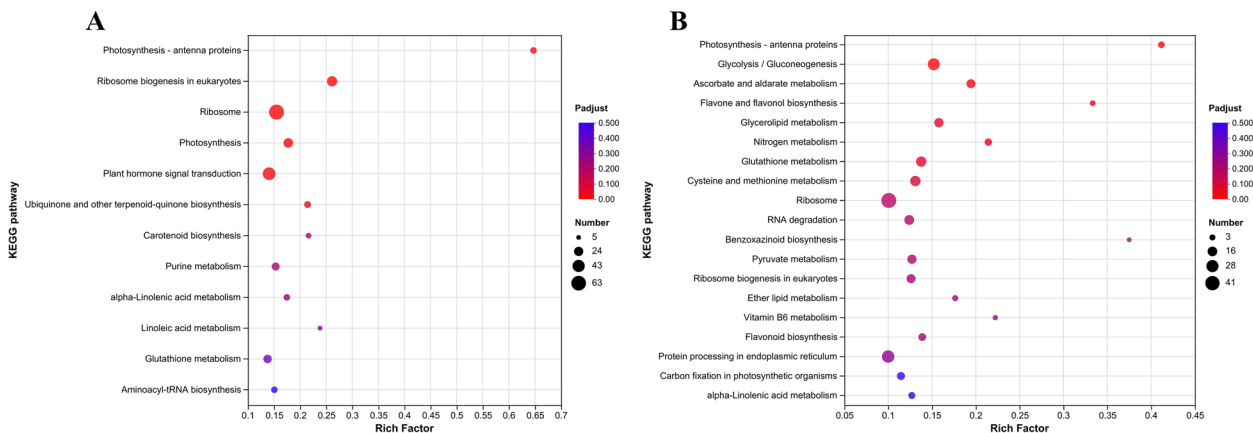 A
KEGG pathway
Photosynthesis - antenna proteins
Ribosome biogenesis in eukaryotes
Ribosome
Photosynthesis
Plant hormone signal transduction
Ubiquinone and other terpenoid-quinone biosynthesis
Carotenoid biosynthesis
Purine metabolism
alpha-Linolenic acid metabolism
Linoleic acid metabolism
Glutathione metabolism
Aminoacyl-tRNA biosynthesis
0.1 0.15 0.2 0.25 0.3 0.35 0.4 0.45 0.5 0.55 0.6 0.65 0.7
Rich Factor
Padjust
0.500
0.400
0.300
0.200
0.100
0.000
Number
5
24
43
63
B
KEGG pathway
Photosynthesis - antenna proteins
Glycolysis / Gluconeogenesis
Ascorbate and aldarate metabolism
Flavone and flavonol biosynthesis
Glycerolipid metabolism
Nitrogen metabolism
Glutathione metabolism
Cysteine and methionine metabolism
Ribosome
RNA degradation
Benzoxazinoid biosynthesis
Pyruvate metabolism
Ribosome biogenesis in eukaryotes
Ether lipid metabolism
Vitamin B6 metabolism
Flavonoid biosynthesis
Protein processing in endoplasmic reticulum
Carbon fixation in photosynthetic organisms
alpha-Linolenic acid metabolism
0.05 0.1 0.15 0.2 0.25 0.3 0.35 0.4 0.45
Rich Factor
Padjust
0.500
0.400
0.300
0.200
0.100
0.000
Number
3
16
28
41